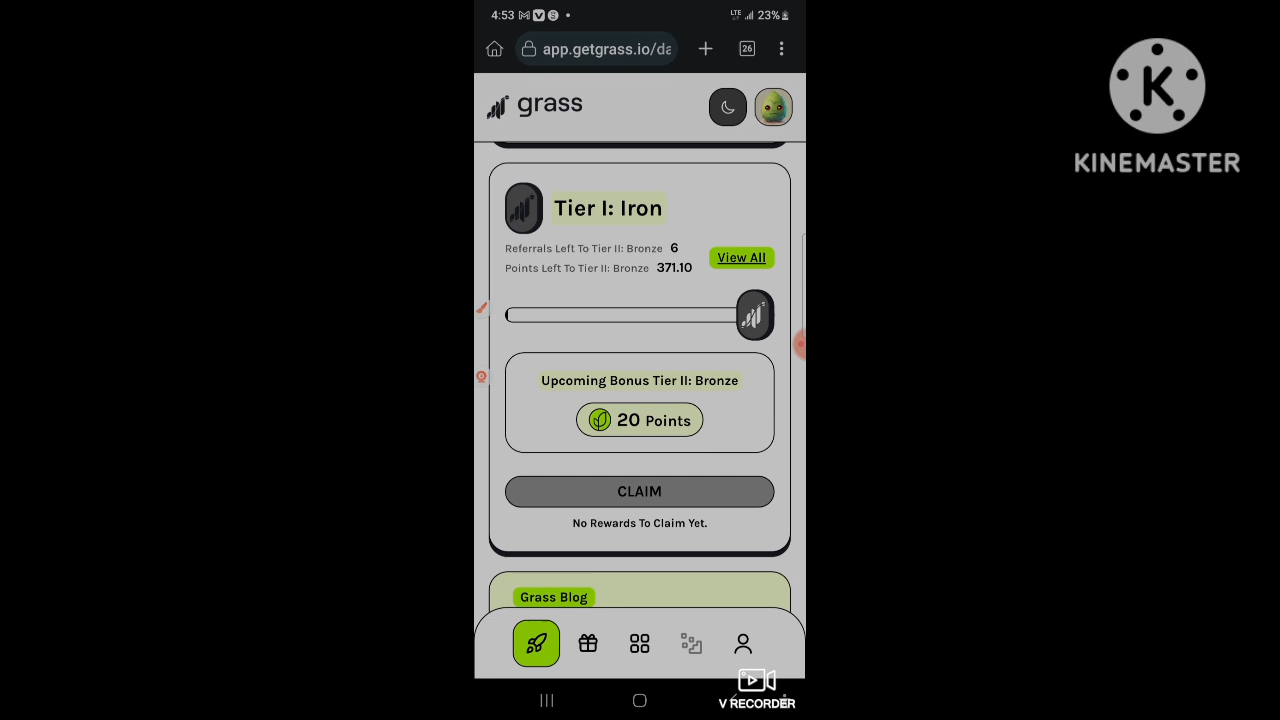 4:53
LTE
23%
app.getgrass.io/da
26
K
KINEMASTER
grass
Tier I: Iron
Referrals Left To Tier II: Bronze 6
Points Left To Tier II: Bronze 371.10
View All
Upcoming Bonus Tier II: Bronze
20 Points
CLAIM
No Rewards To Claim Yet.
Grass Blog
V RECORDER